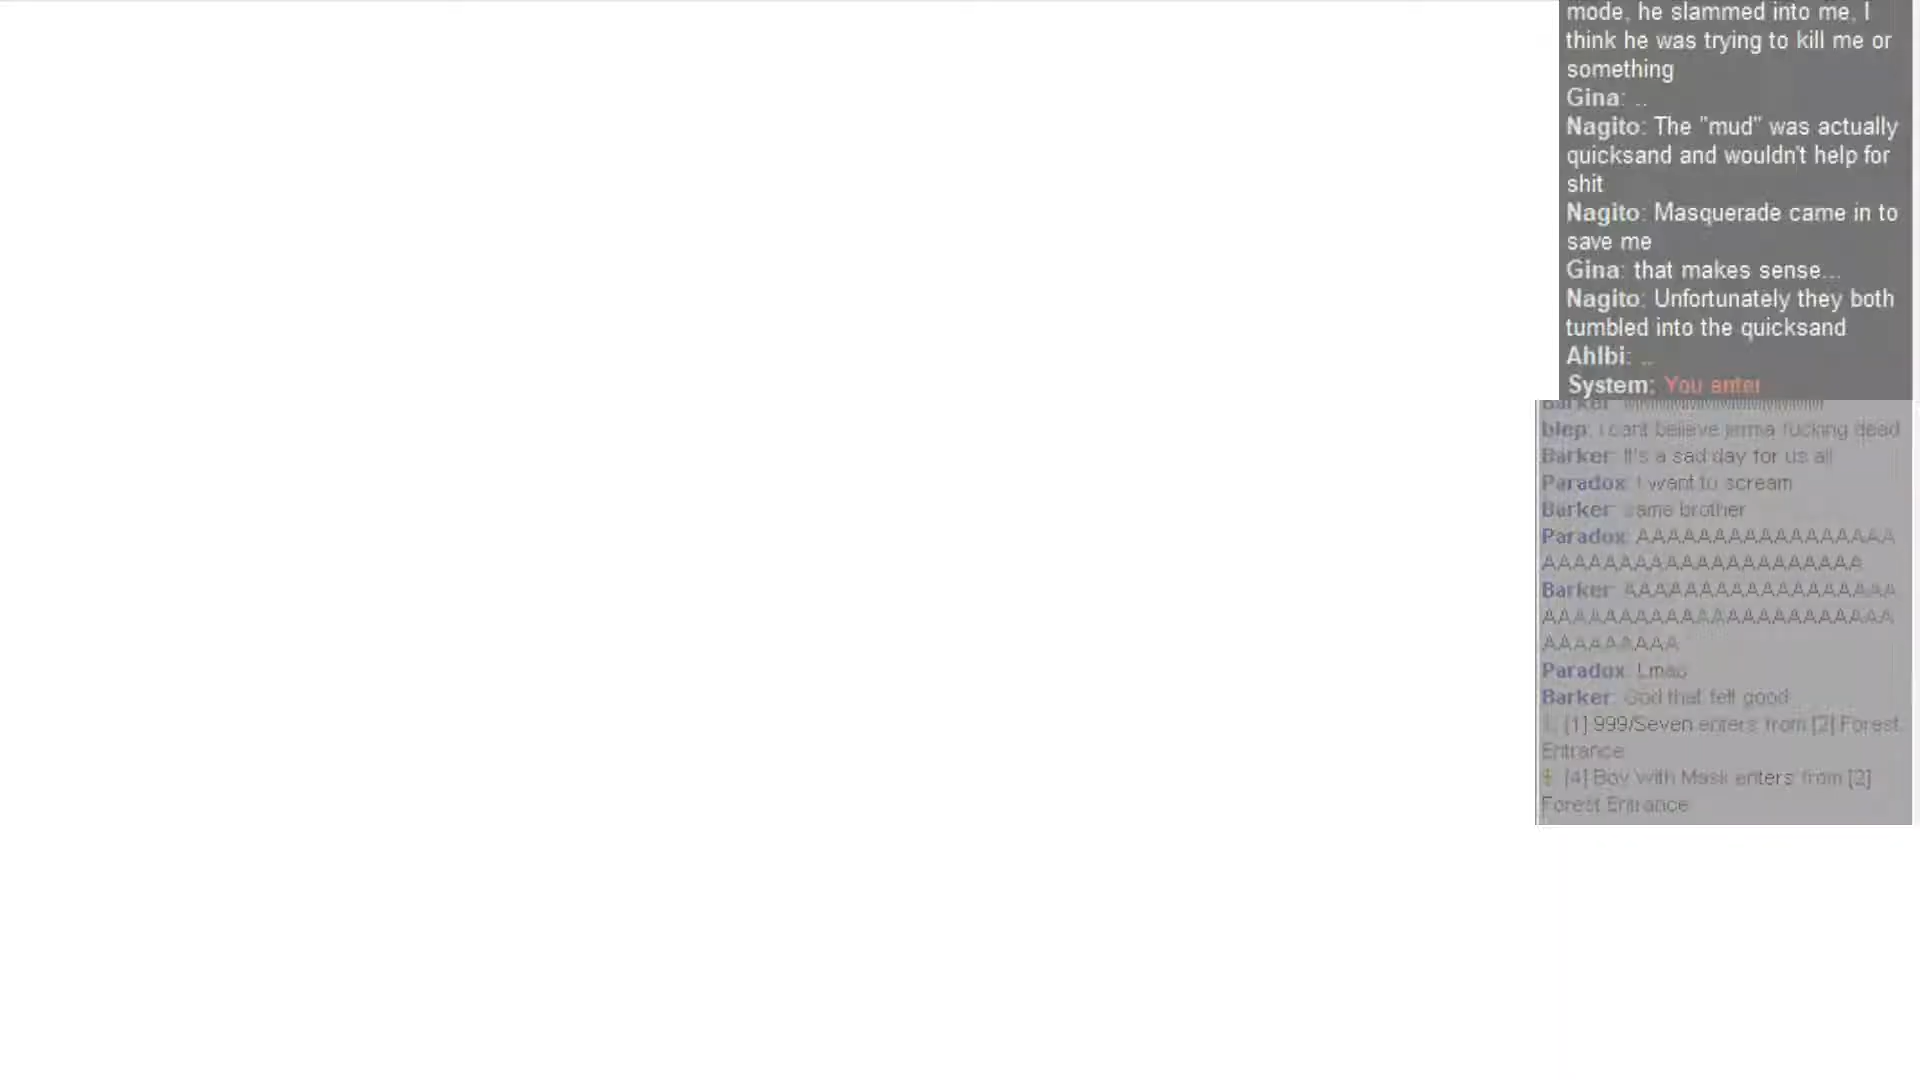 mode, he slammed into me, I
think he was trying to kill me or
something
Gina: ..
Nagito: The "mud" was actually
quicksand and wouldn't help for
shit
Nagito: Masquerade came in to
save me
Gina: that makes sense...
Nagito: Unfortunately they both
tumbled into the quicksand
Ahlbi: ..
System: You enter
Barker:
blep: i cant believe jerma fucking dead
Barker: It's a sad day for us all
Paradox: I want to scream
Barker: same brother
Paradox: AAAAAAAAAAAAAAAAA
AAAAAAAAAAAAAAAAAAAAA
Barker: AAAAAAAAAAAAAAAAAA
AAAAAAAAAAAAAAAAAAAAAAA
AAAAAAAAA
Paradox: Lmao
Barker: God that felt good
[1] 999/Seven enters from [2] Forest
Entrance
$: [4] Boy With Mask enters from [2]
Forest Entrance